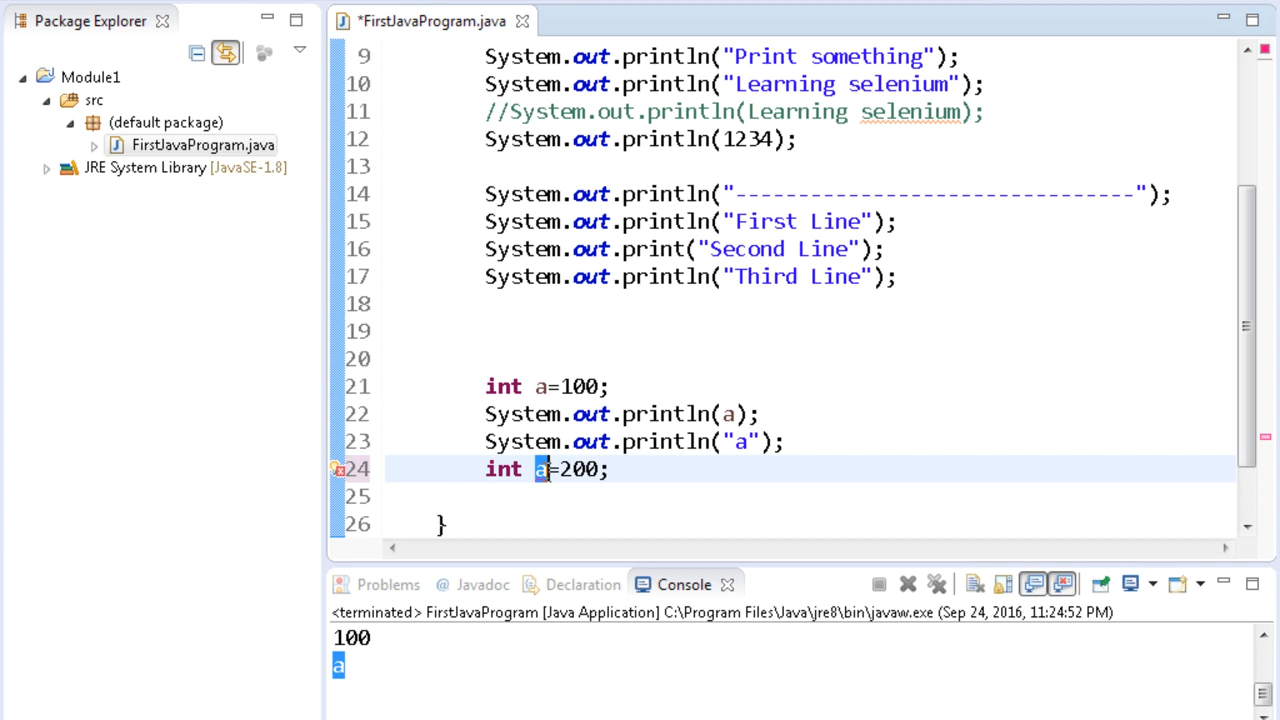 Package Explorer
Module1
src
(default package)
FirstJavaProgram.java
JRE System Library [JavaSE-1.8]
*FirstJavaProgram.java
9 System.out.println("Print something");
10 System.out.println("Learning selenium");
11 //System.out.println(Learning selenium);
12 System.out.println(1234);
13
14 System.out.println("--------------------------------");
15 System.out.println("First Line");
16 System.out.print("Second Line");
17 System.out.println("Third Line");
18
19
20
21 int a=100;
22 System.out.println(a);
23 System.out.println("a");
24 int a=200;
25
26 }
Problems @ Javadoc Declaration Console
<terminated> FirstJavaProgram [Java Application] C:\Program Files\Java\jre8\bin\javaw.exe (Sep 24, 2016, 11:24:52 PM)
100
a